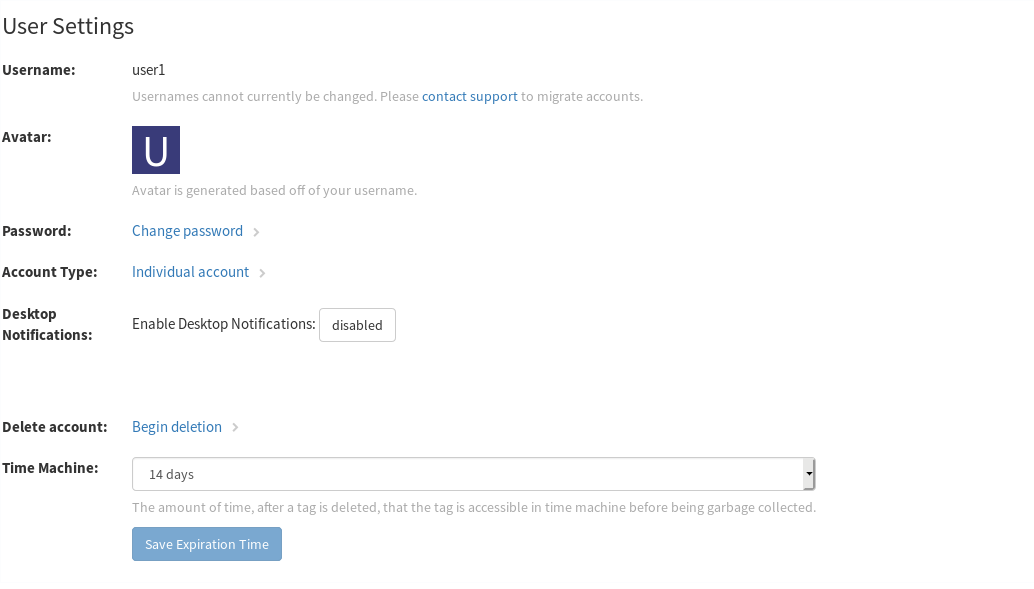 User Settings
Username: user1
Usernames cannot currently be changed. Please contact support to migrate accounts.
Avatar:
U
Avatar is generated based off of your username.
Password: Change password
Account Type: Individual account
Desktop
Notifications:
Enable Desktop Notifications: disabled
Delete account: Begin deletion
Time Machine: 14 days
The amount of time, after a tag is deleted, that the tag is accessible in time machine before being garbage collected.
Save Expiration Time